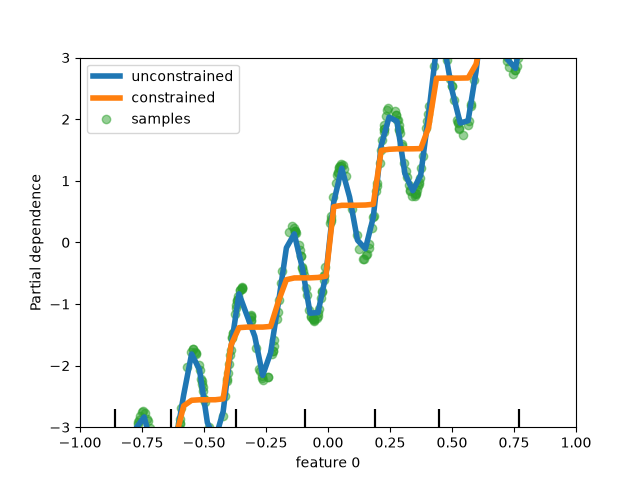 unconstrained
constrained
samples
3
2
1
0
−1
−2
−3
Partial dependence
−1.00 −0.75 −0.50 −0.25 0.00 0.25 0.50 0.75 1.00
feature 0